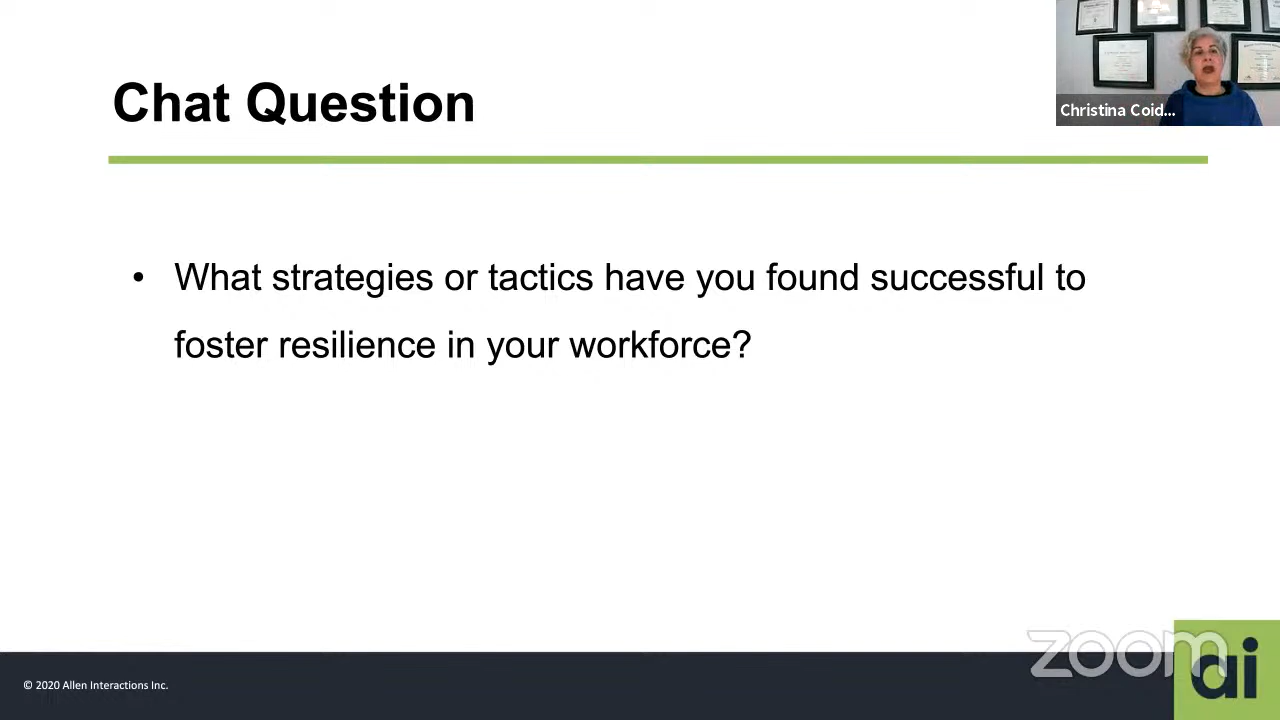 Chat Question
Christina Coid...
• What strategies or tactics have you found successful to
foster resilience in your workforce?
zoom
ai
© 2020 Allen Interactions Inc.